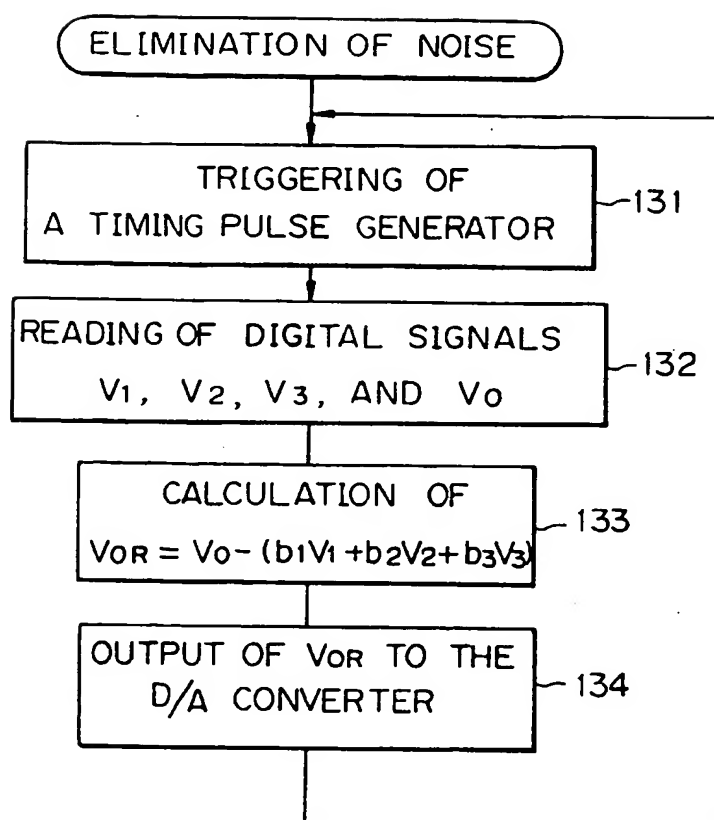 ELIMINATION OF NOISE
TRIGGERING OF
A TIMING PULSE GENERATOR
131
READING OF DIGITAL SIGNALS
V1, V2, V3, AND VO
132
CALCULATION OF
VOR = VO-(b1V1+b2V2+b3V3)
133
OUTPUT OF VOR TO THE
D/A CONVERTER
134